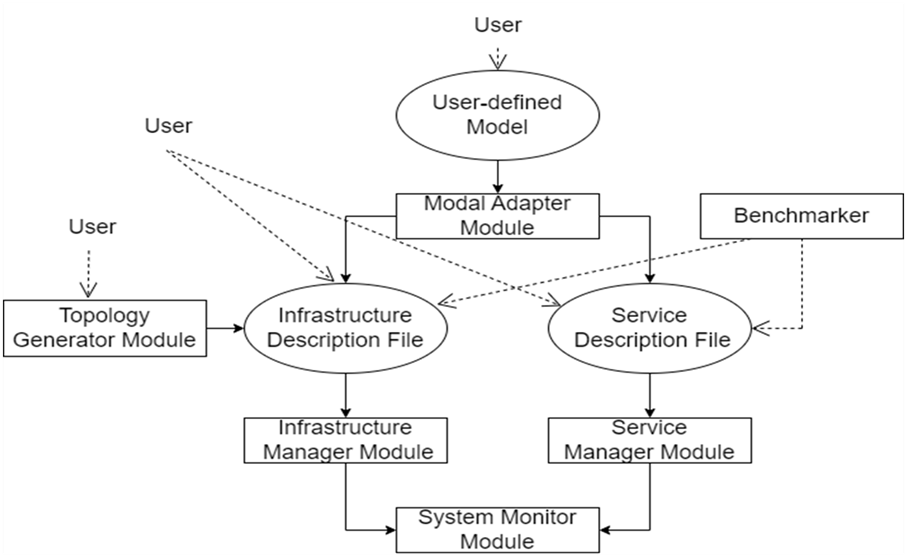 User
User-defined
Model
User
Modal Adapter
Module
Benchmarker
User
Topology
Generator Module
Infrastructure
Description File
Service
Description File
Infrastructure
Manager Module
Service
Manager Module
System Monitor
Module